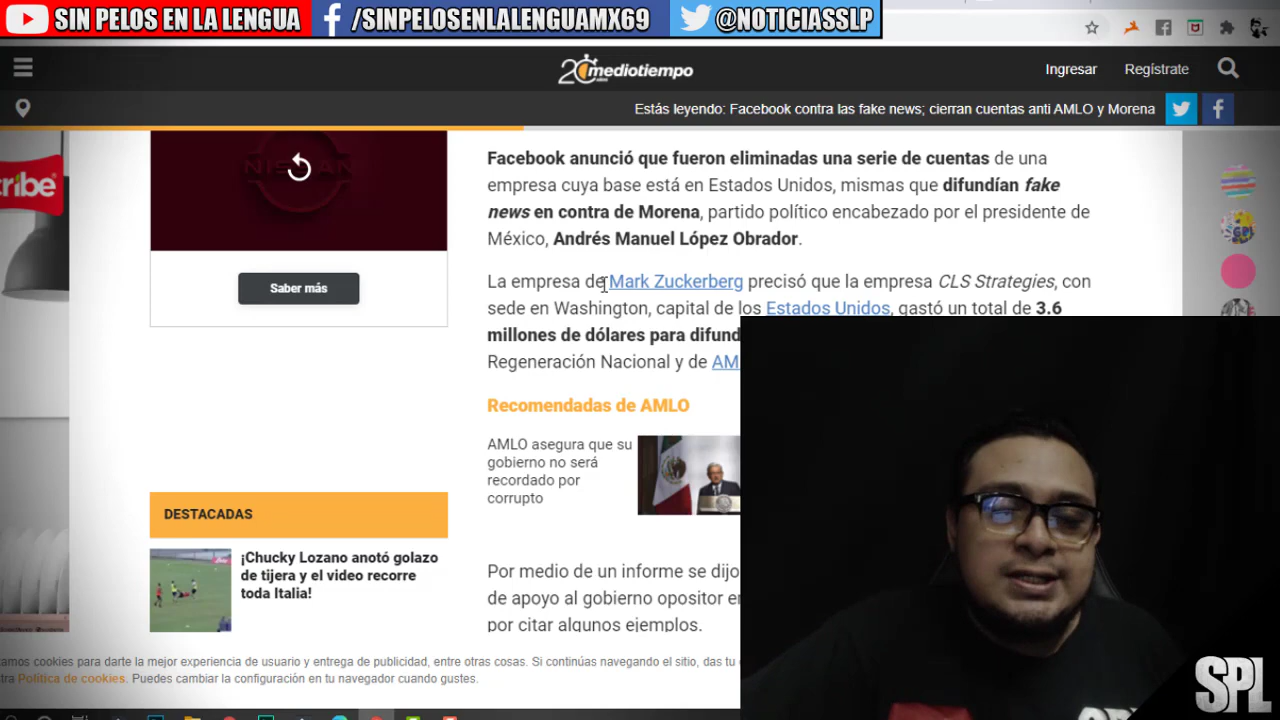 SIN PELOS EN LA LENGUA /SINPELOSENLALENGUAMX69 @NOTICIASSLP
20 mediotiempo
Ingresar Regístrate
Estás leyendo: Facebook contra las fake news; cierran cuentas anti AMLO y Morena
cribe
NISSAN
Saber más
Facebook anunció que fueron eliminadas una serie de cuentas de una
empresa cuya base está en Estados Unidos, mismas que difundían fake
news en contra de Morena, partido político encabezado por el presidente de
México, Andrés Manuel López Obrador.
La empresa de Mark Zuckerberg precisó que la empresa CLS Strategies, con
sede en Washington, capital de los Estados Unidos, gastó un total de 3.6
millones de dólares para difund
Regeneración Nacional y de AM
Recomendadas de AMLO
AMLO asegura que su
gobierno no será
recordado por
corrupto
DESTACADAS
¡Chucky Lozano anotó golazo
de tijera y el video recorre
toda Italia!
Por medio de un informe se dijo
de apoyo al gobierno opositor en
por citar algunos ejemplos.
amos cookies para darte la mejor experiencia de usuario y entrega de publicidad, entre otras cosas. Si continúas navegando el sitio, das tu
tra Política de cookies. Puedes cambiar la configuración en tu navegador cuando gustes.
SPL